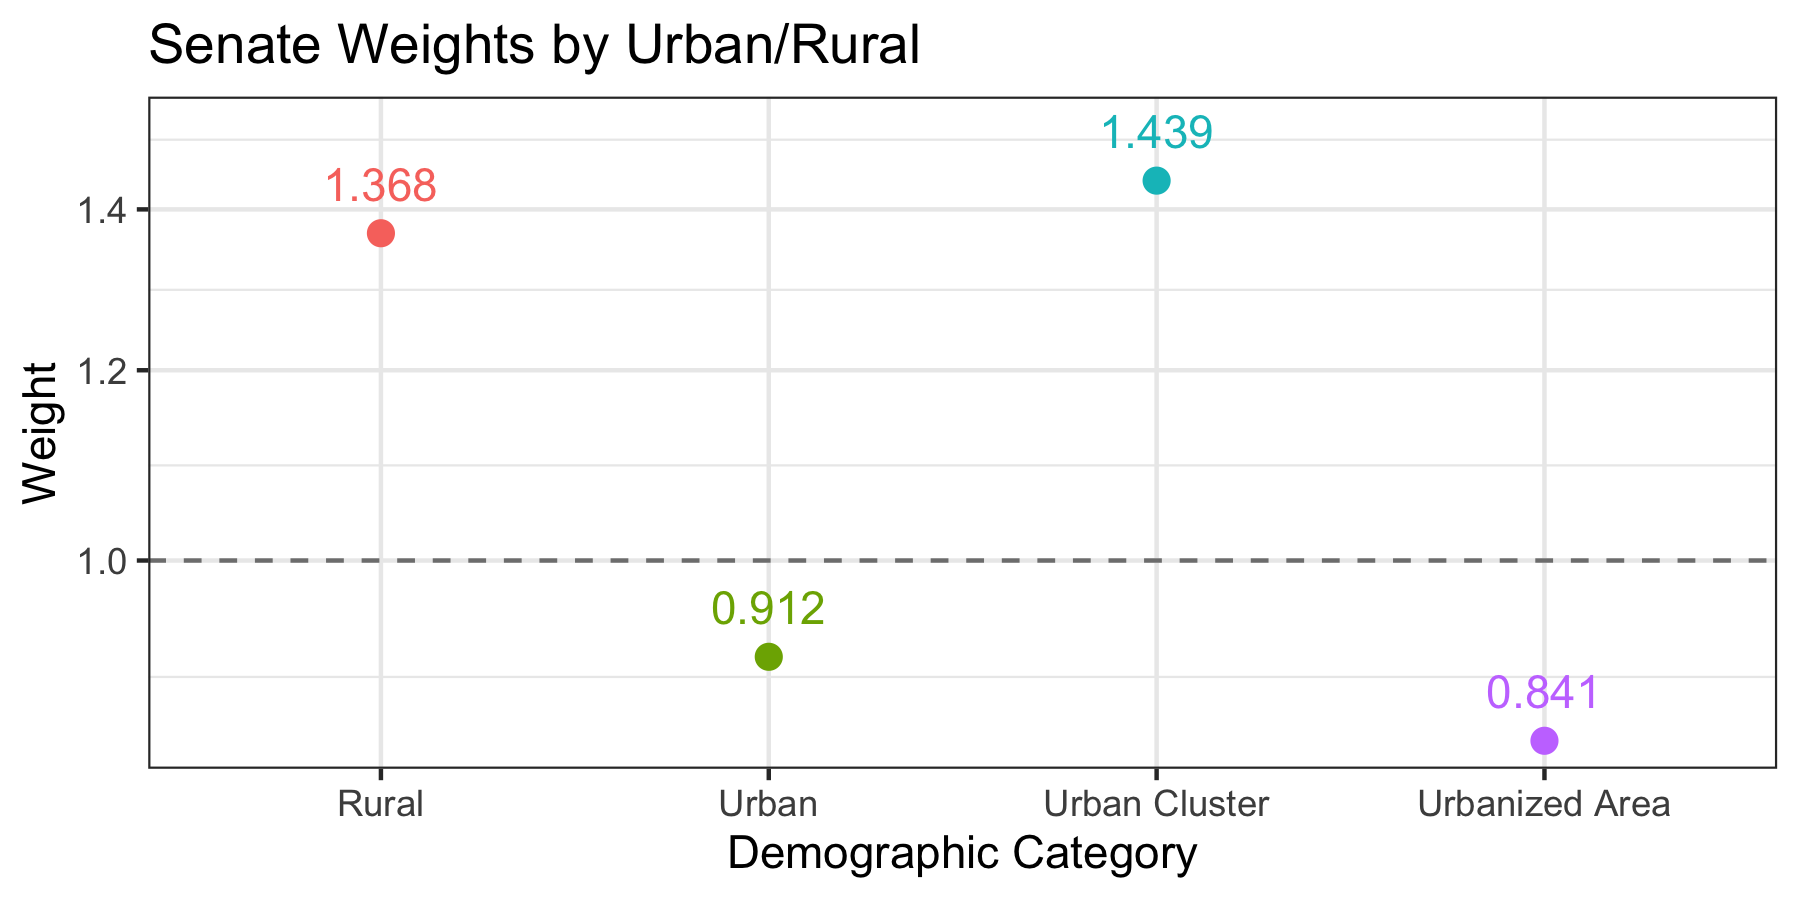 Senate Weights by Urban/Rural
1.439
1.368
1.4
1.2
Weight
1.0
0.912
0.841
Rural Urban Urban Cluster Urbanized Area
Demographic Category